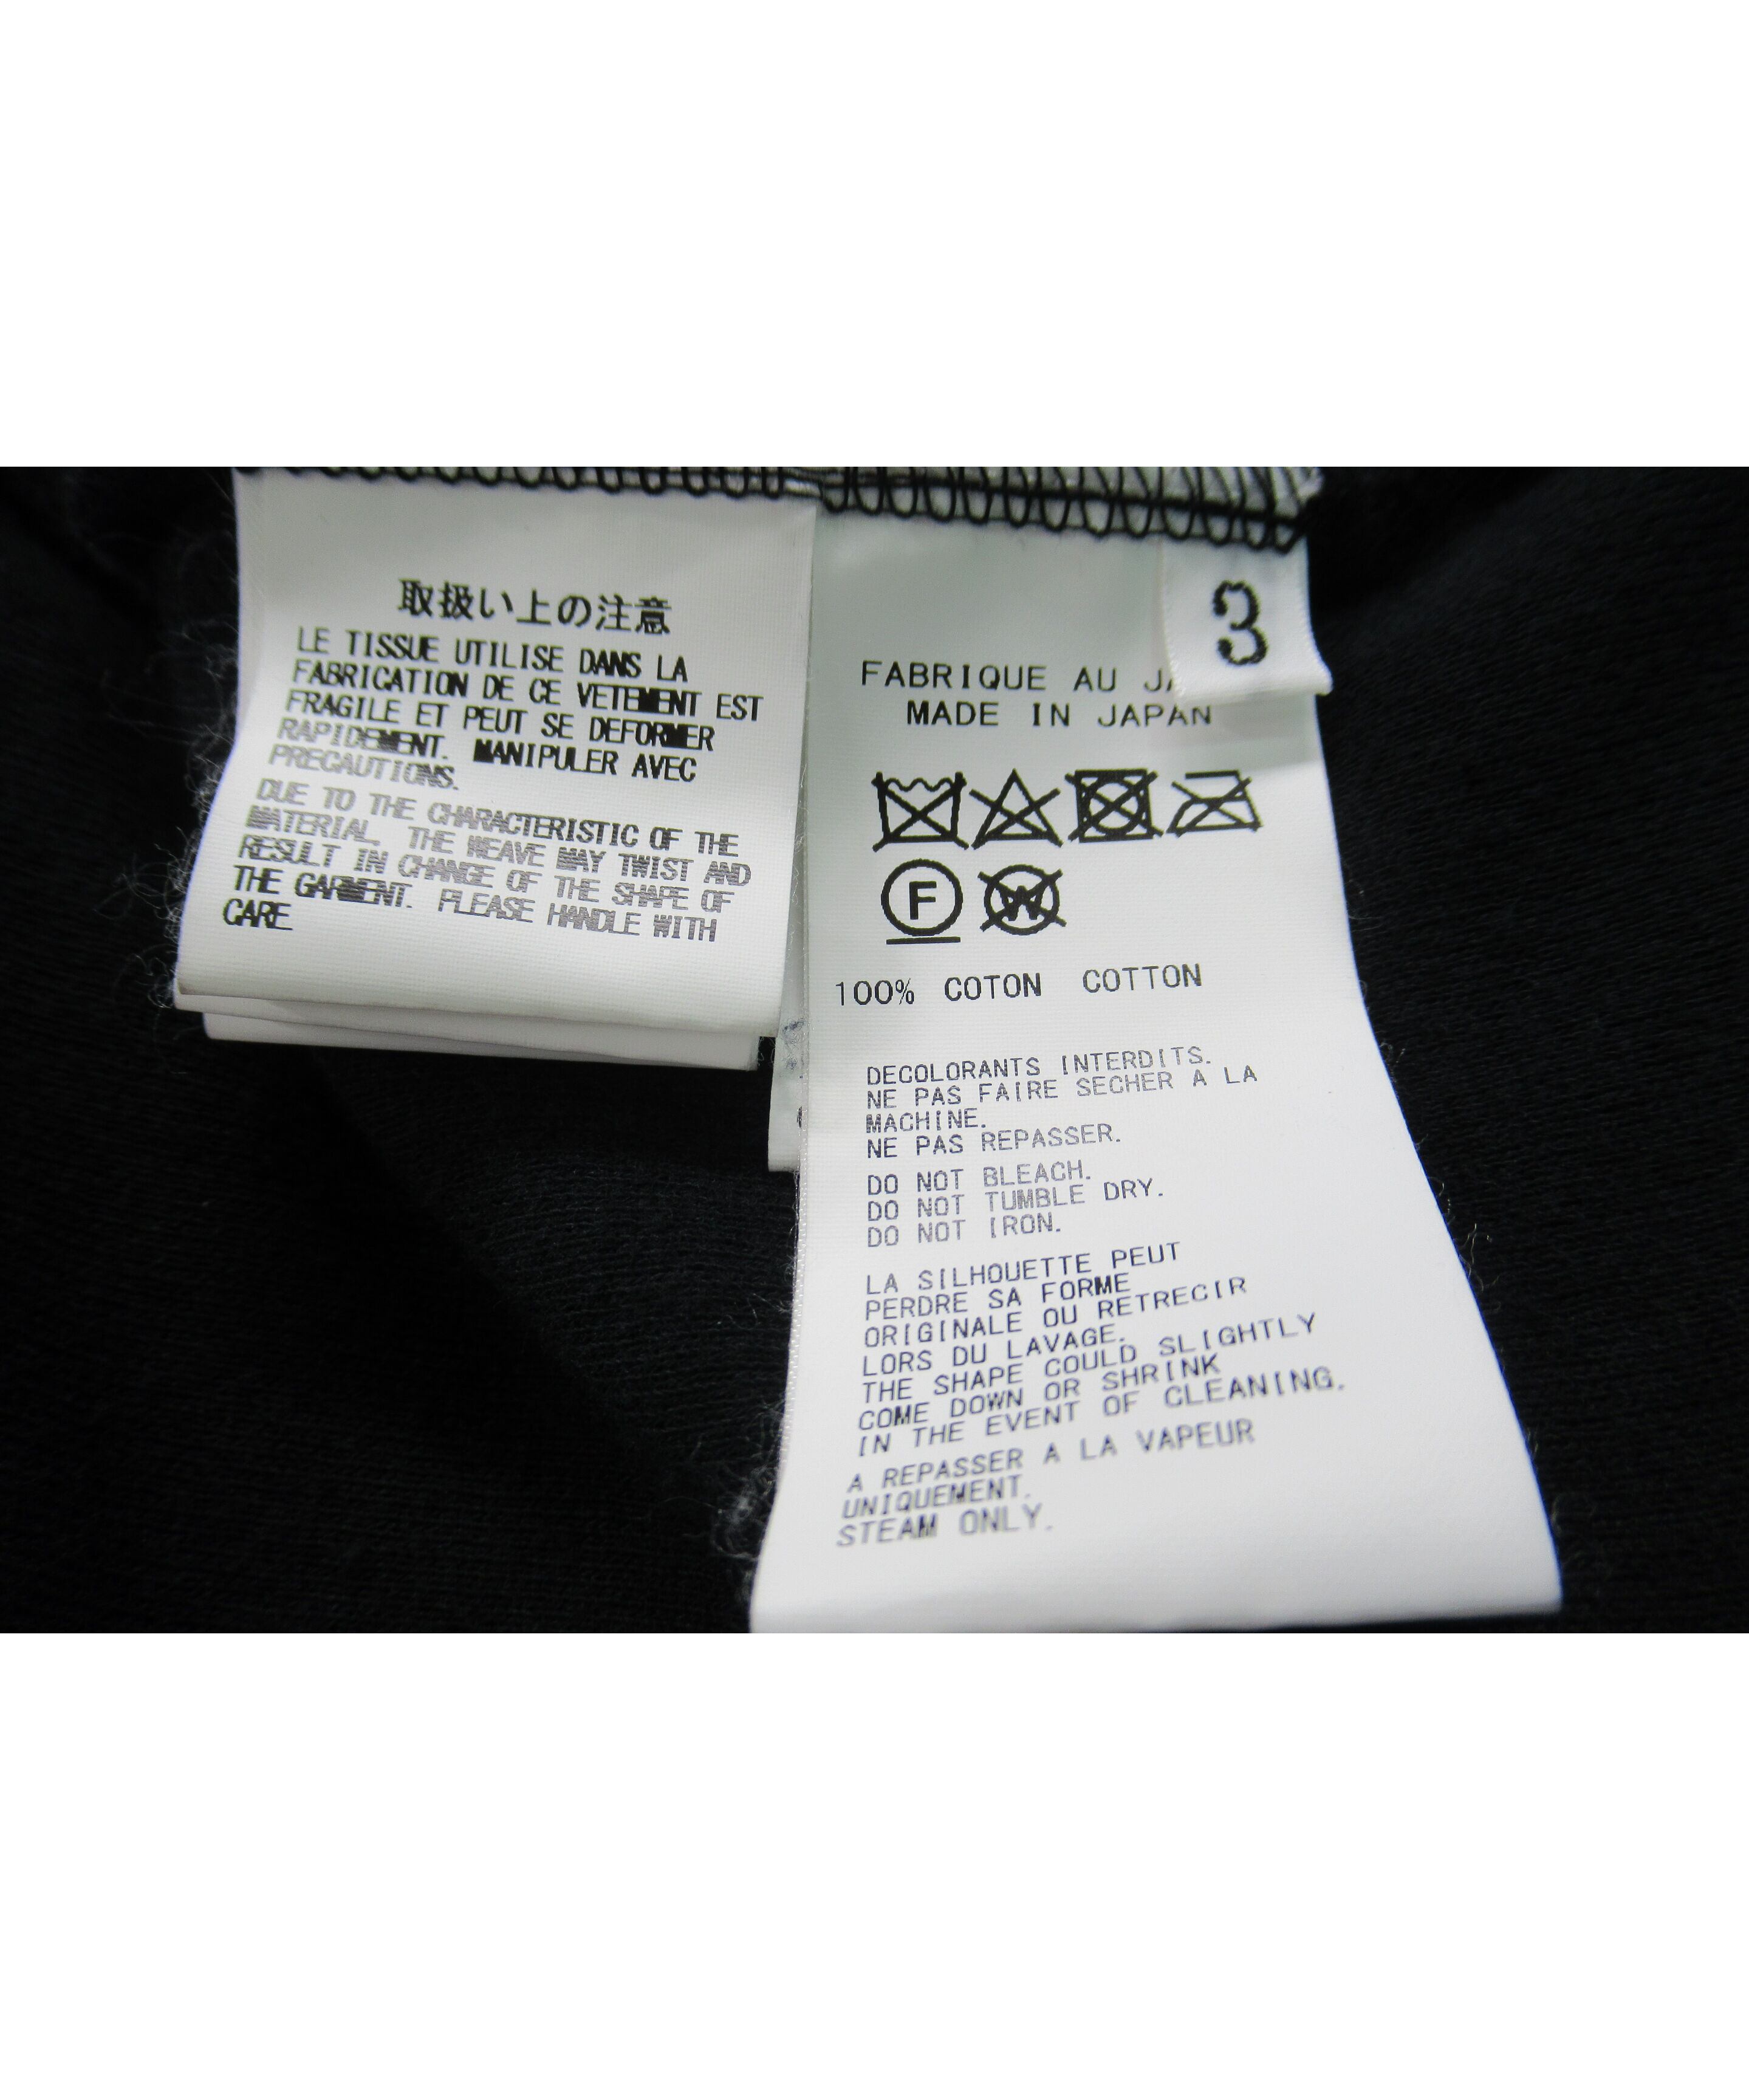 取扱い上の注意
LE TISSUE UTILISE DANS LA
FABRICATION DE CE VETEMENT EST
FRAGILE ET PEUT SE DEFORMER
RAPIDEMENT. MANIPULER AVEC
PRECAUTIONS.
DUE TO THE CHARACTERISTIC OF THE
MATERIAL, THE WEAVE MAY TWIST AND
RESULT IN CHANGE OF THE SHAPE OF
THE GARMENT. PLEASE HANDLE WITH
CARE
3
FABRIQUE AU
MADE IN JAPAN
F
W
100% COTON COTTON
DECOLORANTS INTERDITS.
NE PAS FAIRE SECHER A LA
MACHINE.
NE PAS REPASSER.
DO NOT BLEACH.
DO NOT TUMBLE DRY.
DO NOT IRON.
LA SILHOUETTE PEUT
PERDRE SA FORME
ORIGINALE OU RETRECIR
LORS DU LAVAGE.
THE SHAPE COULD SLIGHTLY
COME DOWN OR SHRINK
IN THE EVENT OF CLEANING.
A REPASSER A LA VAPEUR
UNIQUEMENT.
STEAM ONLY.